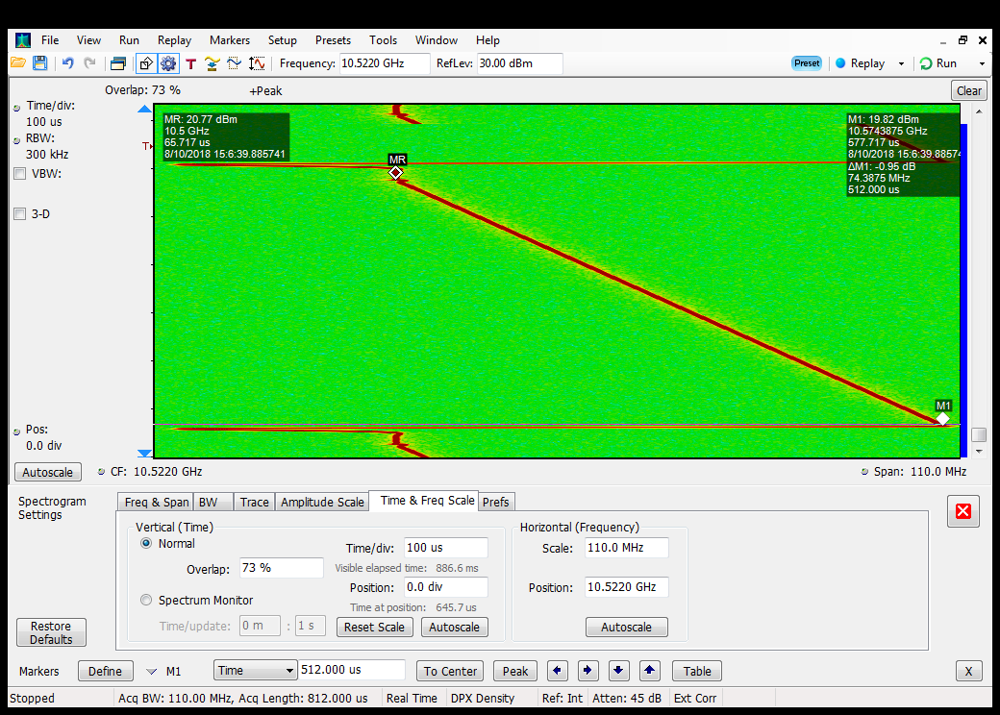 File View Run Replay Markers Setup Presets Tools Window Help
T Frequency: 10.5220 GHz RefLev: 30.00 dBm Preset Replay Run
Overlap: 73 % +Peak Clear
Time/div:
100 us
RBW:
300 kHz
VBW:
3-D
T
MR: 20.77 dBm
10.5 GHz
65.717 us
8/10/2018 15:6:39.885741
MR
M1: 19.82 dBm
10.5743875 GHz
577.717 us
8/10/2018 15:6:39.88574
ΔM1: -0.95 dB
74.3875 MHz
512.000 us
M1
Pos:
0.0 div
Autoscale CF: 10.5220 GHz Span: 110.0 MHz
Spectrogram
Settings
Freq & Span BW Trace Amplitude Scale Time & Freq Scale Prefs
Vertical (Time)
Normal
Overlap: 73 %
Spectrum Monitor
Time/update: 0 m : 1 s
Time/div: 100 us
Visible elapsed time: 886.6 ms
Position: 0.0 div
Time at position: 645.7 us
Reset Scale Autoscale
Horizontal (Frequency)
Scale: 110.0 MHz
Position: 10.5220 GHz
Autoscale
Restore
Defaults
Markers Define M1 Time 512.000 us To Center Peak Table X
Stopped Acq BW: 110.00 MHz, Acq Length: 812.000 us Real Time DPX Density Ref: Int Atten: 45 dB Ext Corr